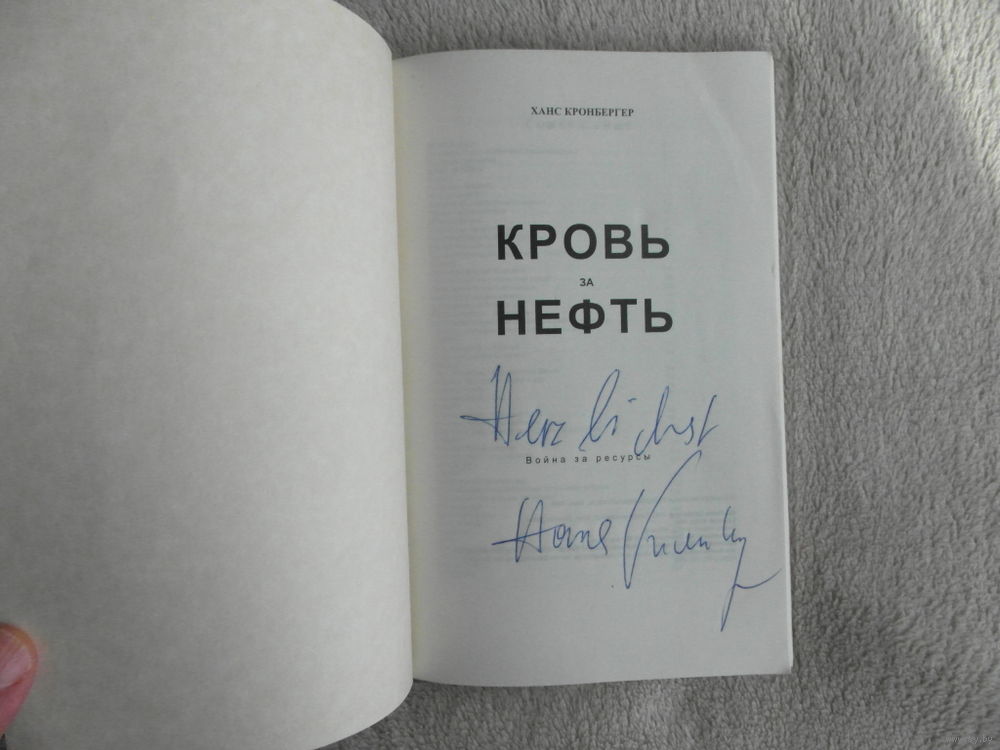 ХАНС КРОНБЕРГЕР
КРОВЬ
ЗА
НЕФТЬ
Herzlichst
Война за ресурсы
Hans